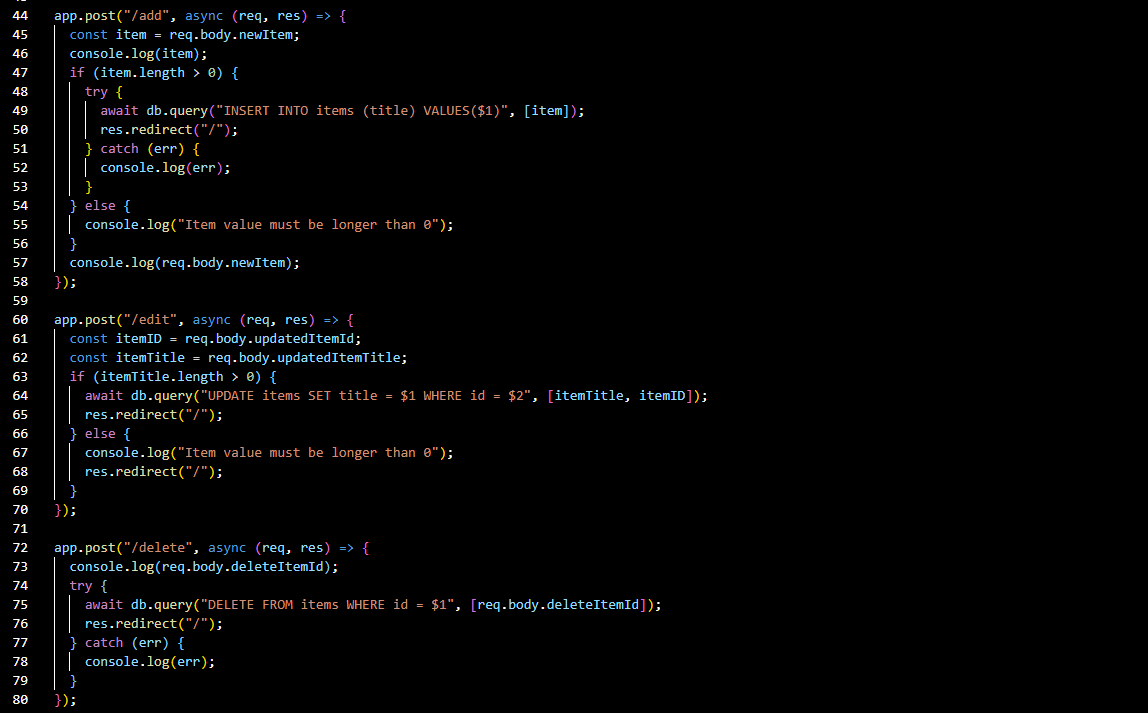 44 app.post("/add", async (req, res) => {
45   const item = req.body.newItem;
46   console.log(item);
47   if (item.length > 0) {
48     try {
49       await db.query("INSERT INTO items (title) VALUES($1)", [item]);
50       res.redirect("/");
51     } catch (err) {
52       console.log(err);
53     }
54   } else {
55     console.log("Item value must be longer than 0");
56   }
57   console.log(req.body.newItem);
58 });
59
60 app.post("/edit", async (req, res) => {
61   const itemID = req.body.updatedItemId;
62   const itemTitle = req.body.updatedItemTitle;
63   if (itemTitle.length > 0) {
64     await db.query("UPDATE items SET title = $1 WHERE id = $2", [itemTitle, itemID]);
65     res.redirect("/");
66   } else {
67     console.log("Item value must be longer than 0");
68     res.redirect("/");
69   }
70 });
71
72 app.post("/delete", async (req, res) => {
73   console.log(req.body.deleteItemId);
74   try {
75     await db.query("DELETE FROM items WHERE id = $1", [req.body.deleteItemId]);
76     res.redirect("/");
77   } catch (err) {
78     console.log(err);
79   }
80 });